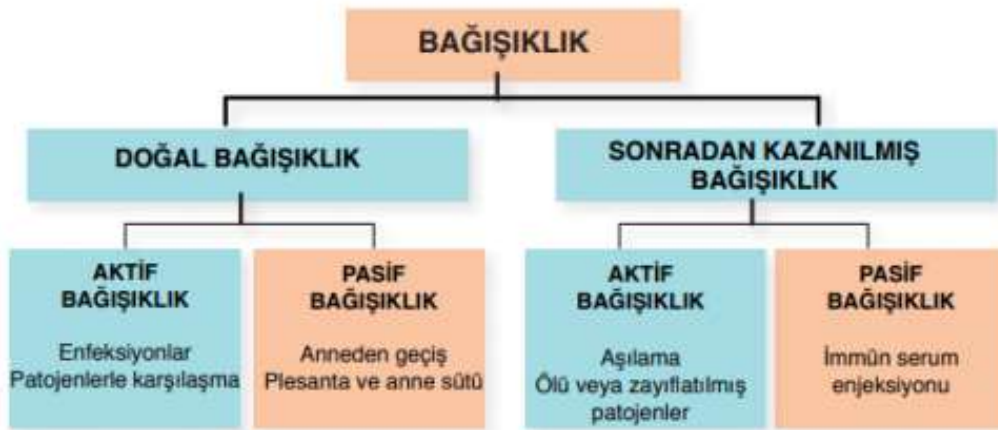 BAĞIŞIKLIK
DOĞAL BAĞIŞIKLIK
SONRADAN KAZANILMIŞ
BAĞIŞIKLIK
AKTİF
BAĞIŞIKLIK
Enfeksiyonlar
Patojenlerle karşılaşma
PASİF
BAĞIŞIKLIK
Anneden geçiş
Plesanta ve anne sütü
AKTİF
BAĞIŞIKLIK
Aşılama
Ölü veya zayıflatılmış
patojenler
PASİF
BAĞIŞIKLIK
İmmün serum
enjeksiyonu